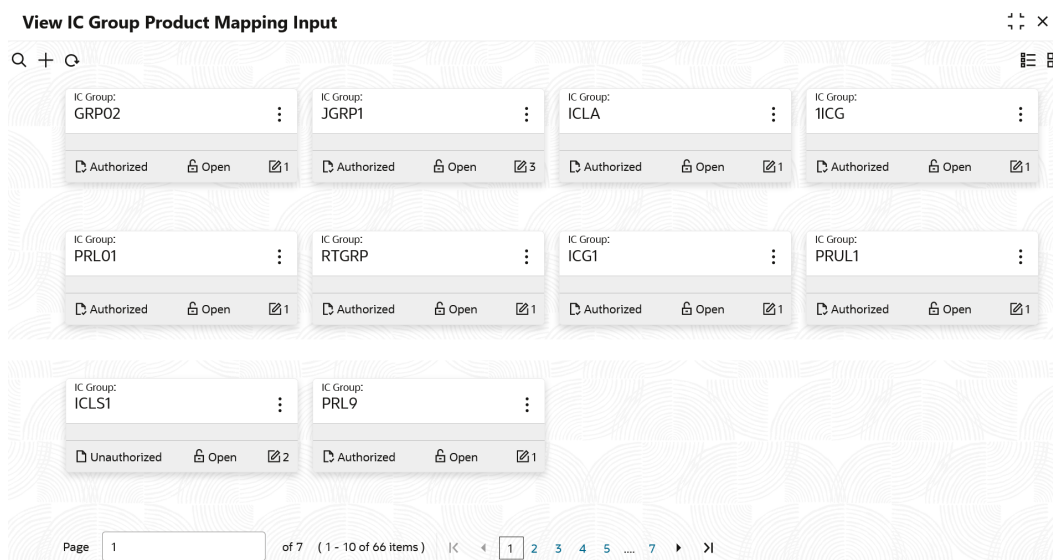 View IC Group Product Mapping Input
IC Group: IC Group: IC Group: IC Group:
GRP02 JGRP1 ICLA 1ICG
Authorized Open 1 Authorized Open 3 Authorized Open 1 Authorized Open 1
IC Group: IC Group: IC Group: IC Group:
PRL01 RTGRP ICG1 PRUL1
Authorized Open 1 Authorized Open 1 Authorized Open 1 Authorized Open 1
IC Group: IC Group:
ICLS1 PRL9
Unauthorized Open 2 Authorized Open 1
Page 1 of 7 ( 1 - 10 of 66 items ) 1 2 3 4 5 .... 7